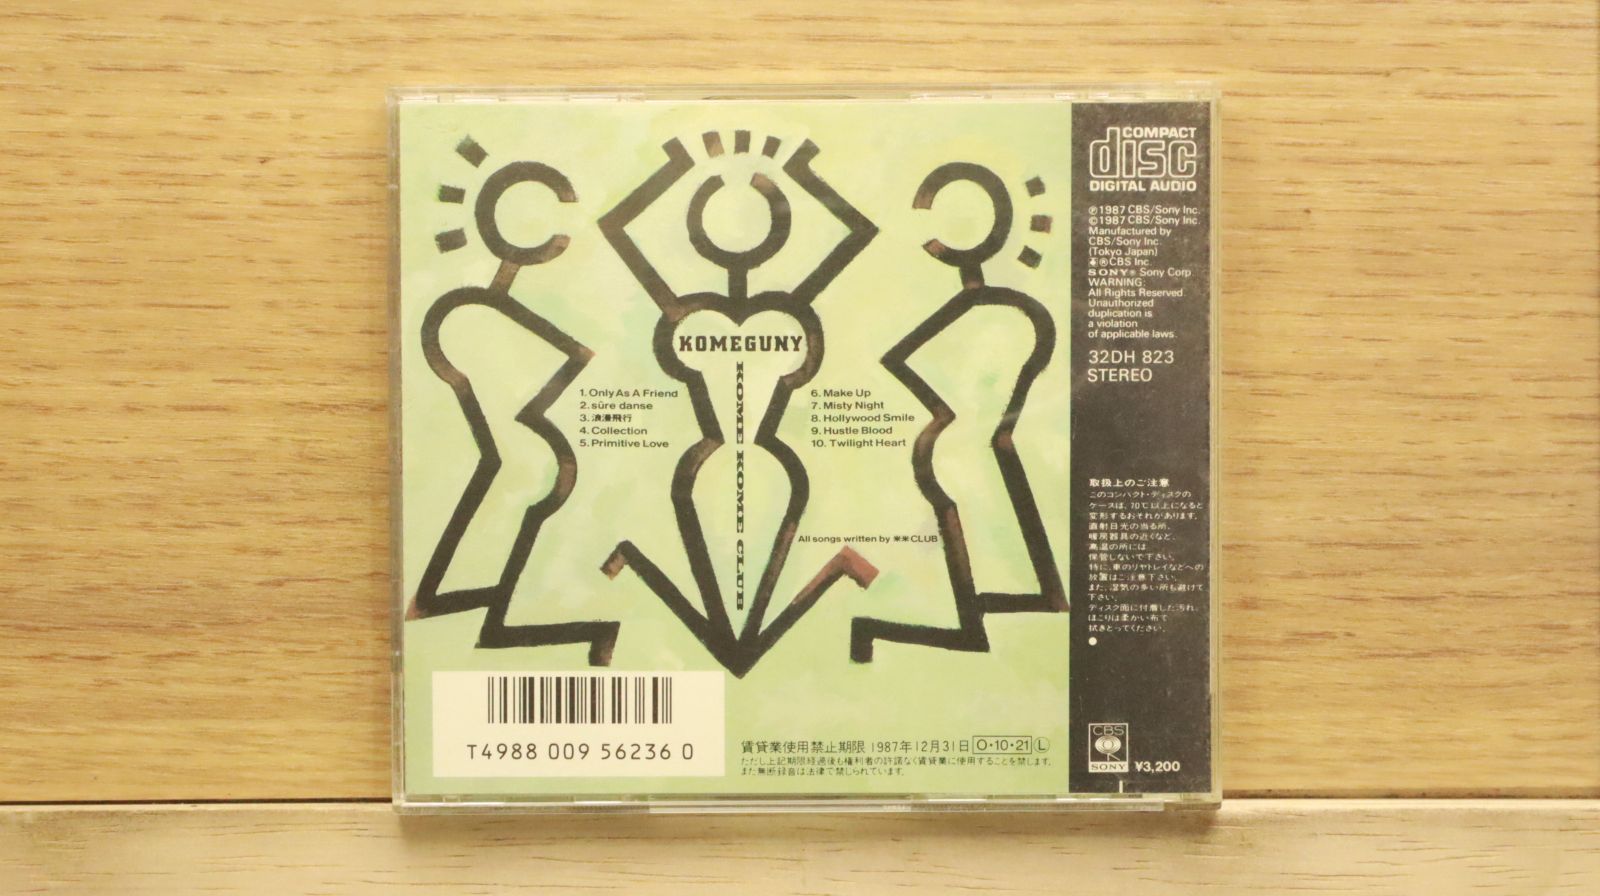 KOMEGUNY
KOME KOME CLUB
1. Only As A Friend
2. sûre danse
3. 浪漫飛行
4. Collection
5. Primitive Love
6. Make Up
7. Misty Night
8. Hollywood Smile
9. Hustle Blood
10. Twilight Heart
All songs written by 米米CLUB
T4988 009 56236 0
賃貸業使用禁止期限 1987年12月31日 O・10・21 L
ただし上記期限経過後も権利者の許諾なく賃貸業に使用することを禁じます。
また無断録音は法律で禁じられています。
COMPACT
disc
DIGITAL AUDIO
℗1987 CBS/Sony Inc.
©1987 CBS/Sony Inc.
Manufactured by
CBS/Sony Inc.
(Tokyo Japan)
®CBS Inc.
SONY® Sony Corp.
WARNING:
All Rights Reserved.
Unauthorized
duplication is
a violation
of applicable laws.
32DH 823
STEREO
取扱上のご注意
このコンパクト・ディスクの
ケースは、70℃以上になると
変形するおそれがあります。
直射日光の当る所、
暖房器具の近くなど、
高温の所には
保管しないで下さい。
特に、車のリヤトレイなどへの
放置はご注意下さい。
また、湿気の多い所も避けて
下さい。
ディスク面に付着した汚れ、
ほこりは柔かい布で
拭きとってください。
CBS
SONY
¥3,200